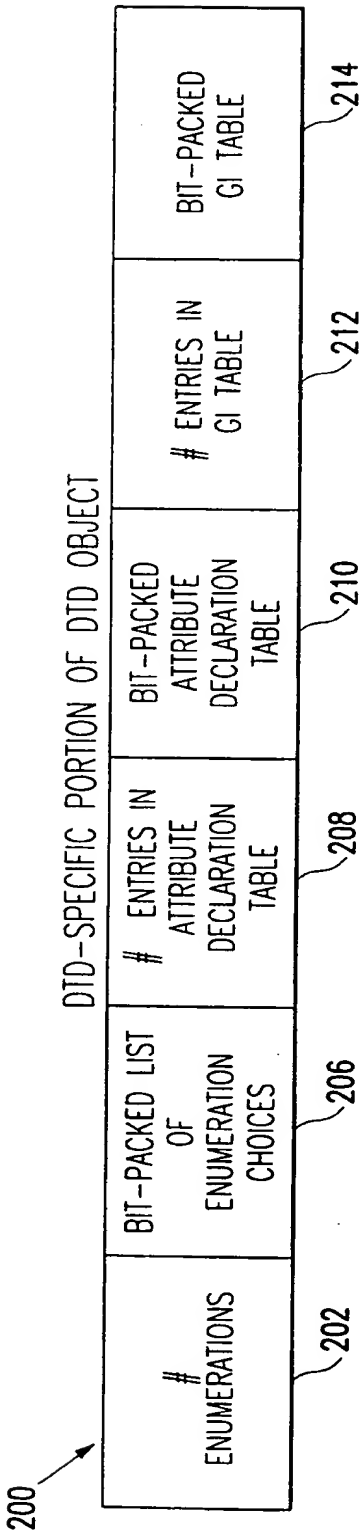 DTD-SPECIFIC PORTION OF DTD OBJECT
200
#
ENUMERATIONS
202
BIT-PACKED LIST
OF
ENUMERATION
CHOICES
206
# ENTRIES IN
ATTRIBUTE
DECLARATION
TABLE
208
BIT-PACKED
ATTRIBUTE
DECLARATION
TABLE
210
# ENTRIES IN
GI TABLE
212
BIT-PACKED
GI TABLE
214